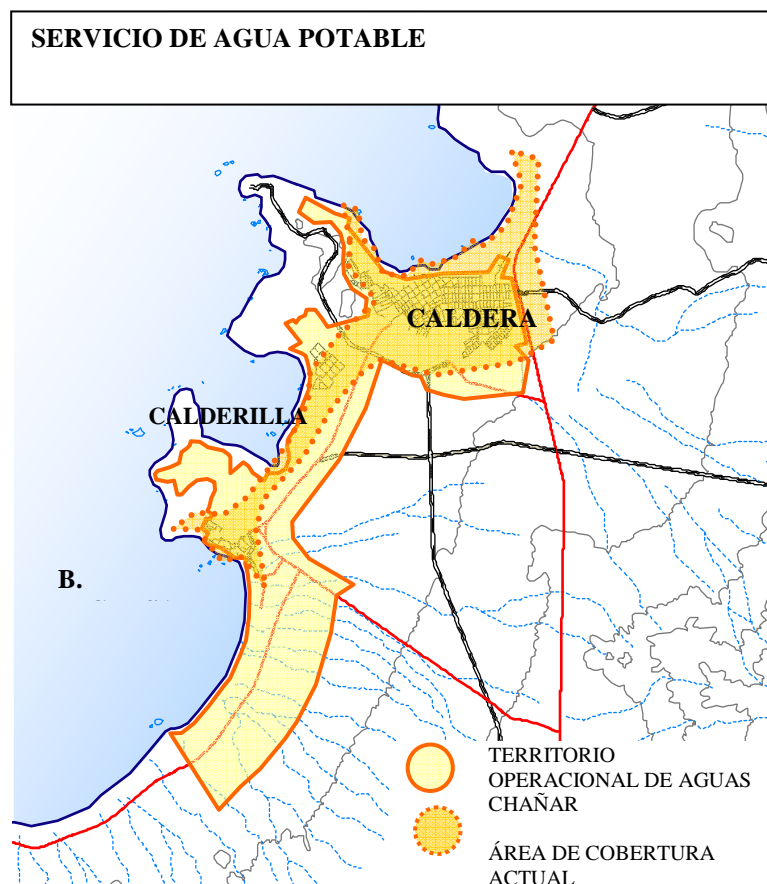 SERVICIO DE AGUA POTABLE
CALDERA
CALDERILLA
B.
TERRITORIO
OPERACIONAL DE AGUAS
CHAÑAR
ÁREA DE COBERTURA
ACTUAL